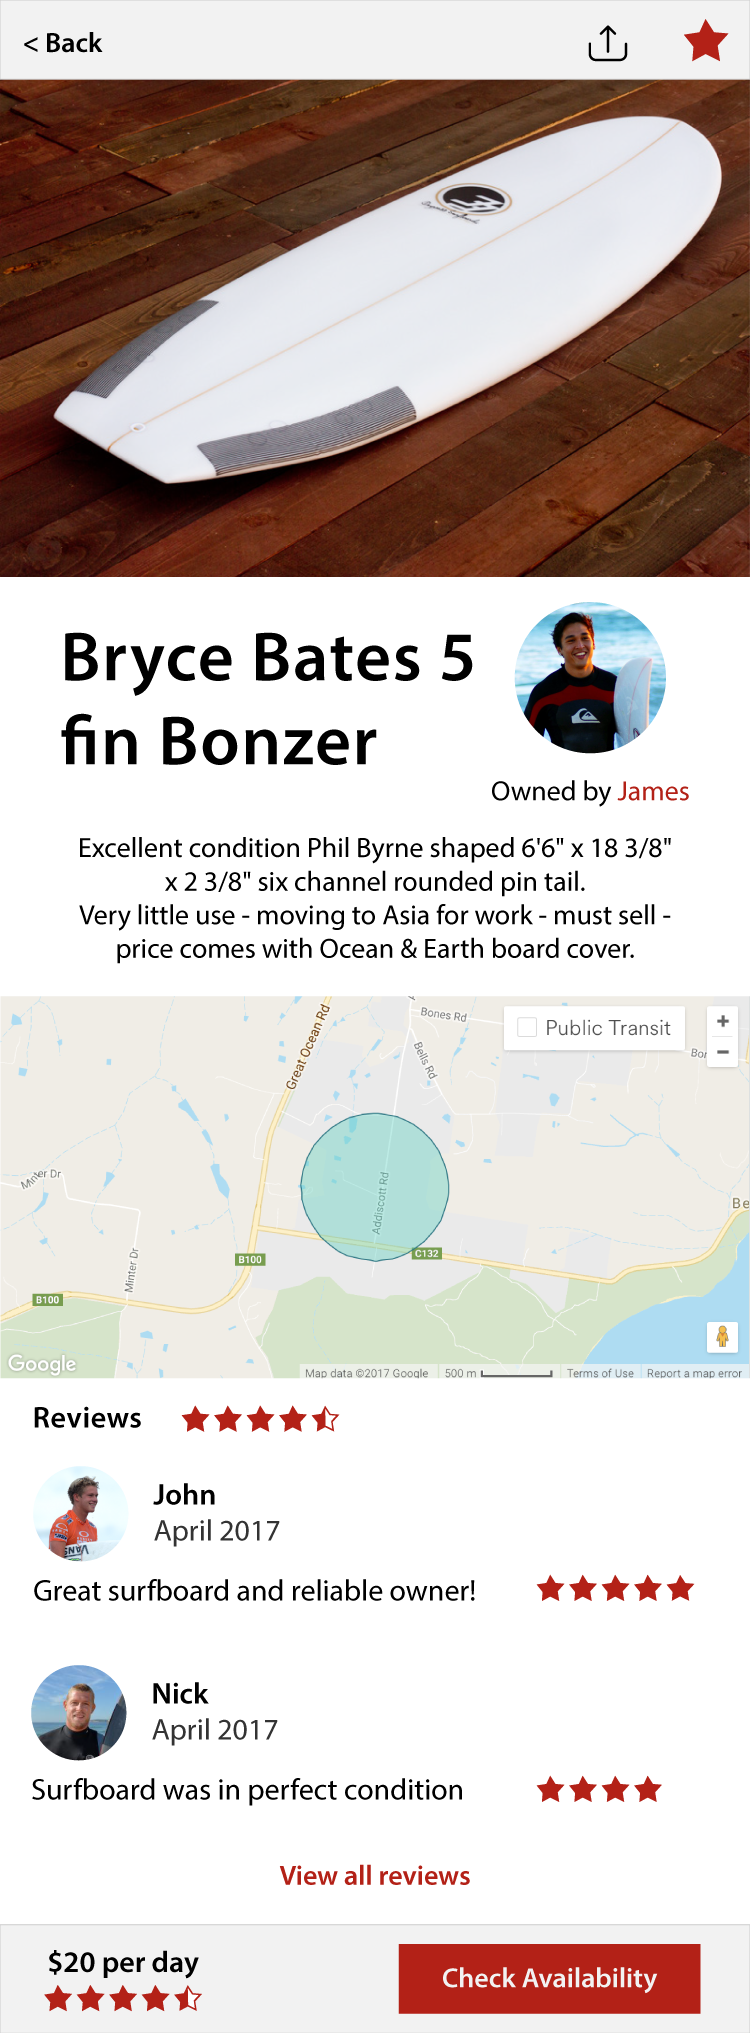 < Back
Bryce Bates 5
fin Bonzer
Owned by James
Excellent condition Phil Byrne shaped 6'6" x 18 3/8"
x 2 3/8" six channel rounded pin tail.
Very little use - moving to Asia for work - must sell -
price comes with Ocean & Earth board cover.
Great Ocean Rd
Bones Rd
Bells Rd
Public Transit
+
−
Bor
Minter Dr
Addiscott Rd
Be
Minter Dr
B100
C132
B100
Google
Map data ©2017 Google
500 m
Terms of Use
Report a map error
Reviews
John
April 2017
Great surfboard and reliable owner!
Nick
April 2017
Surfboard was in perfect condition
View all reviews
$20 per day
Check Availability